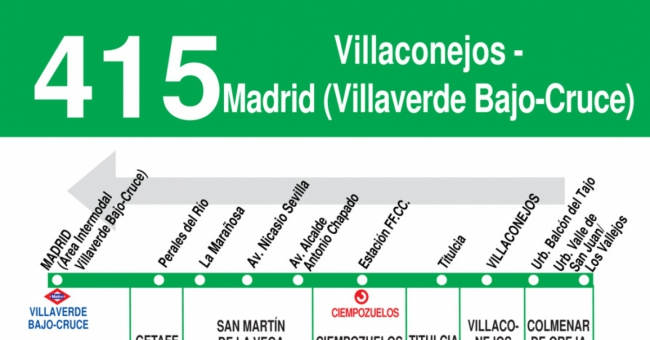 415
Villaconejos -
Madrid (Villaverde Bajo-Cruce)
MADRID
(Área Intermodal
Villaverde Bajo-Cruce)
Perales del Río
La Marañosa
Av. Nicasio Sevilla
Av. Alcalde
Antonio Chapado
Estación FF.CC.
Titulcia
VILLACONEJOS
Urb. Balcón del Tajo
Urb. Valle de
San Juan/
Los Vallejos
Metro
VILLAVERDE
BAJO-CRUCE
CIEMPOZUELOS
GETAFE
SAN MARTÍN
DE LA VEGA
CIEMPOZUELOS
TITULCIA
VILLACO-
NEJOS
COLMENAR
DE OREJA